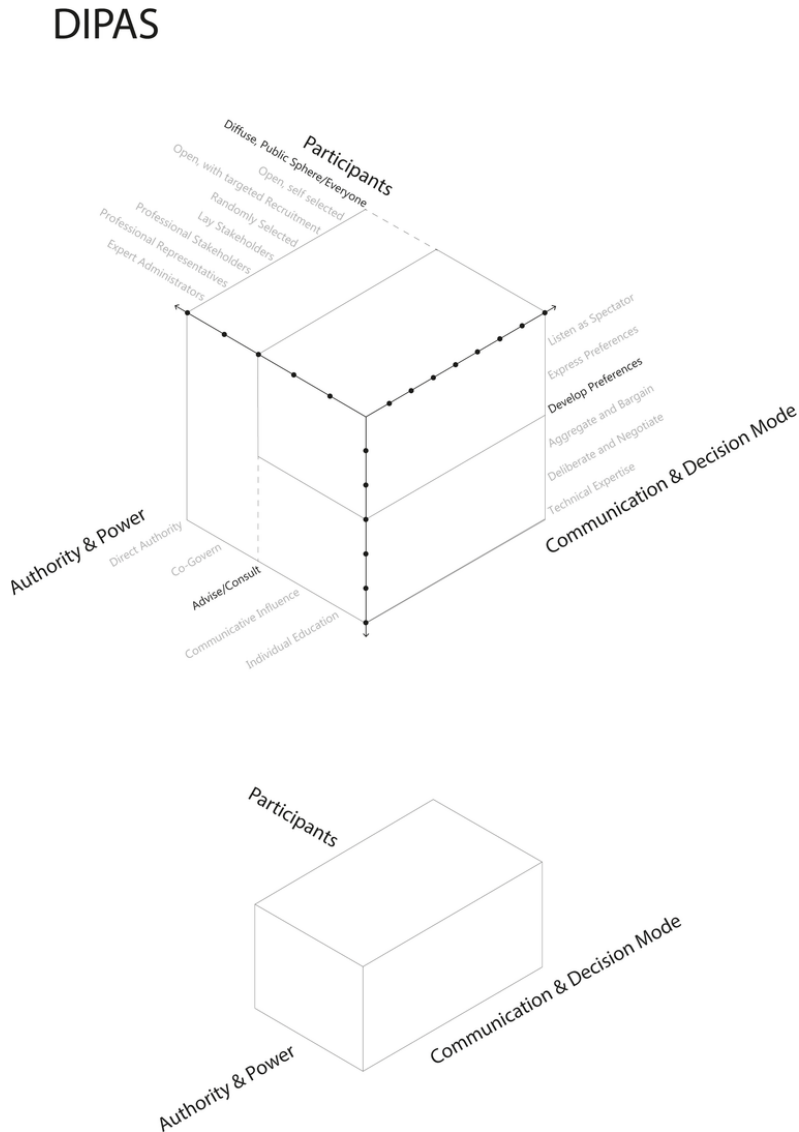 DIPAS
Participants
Diffuse, Public Sphere/Everyone
Open, self selected
Open, with targeted Recruitment
Randomly Selected
Lay Stakeholders
Professional Stakeholders
Professional Representatives
Expert Administrators
Listen as Spectator
Express Preferences
Develop Preferences
Aggregate and Bargain
Deliberate and Negotiate
Technical Expertise
Communication & Decision Mode
Authority & Power
Direct Authority
Co-Govern
Advise/Consult
Communicative Influence
Individual Education
Participants
Communication & Decision Mode
Authority & Power